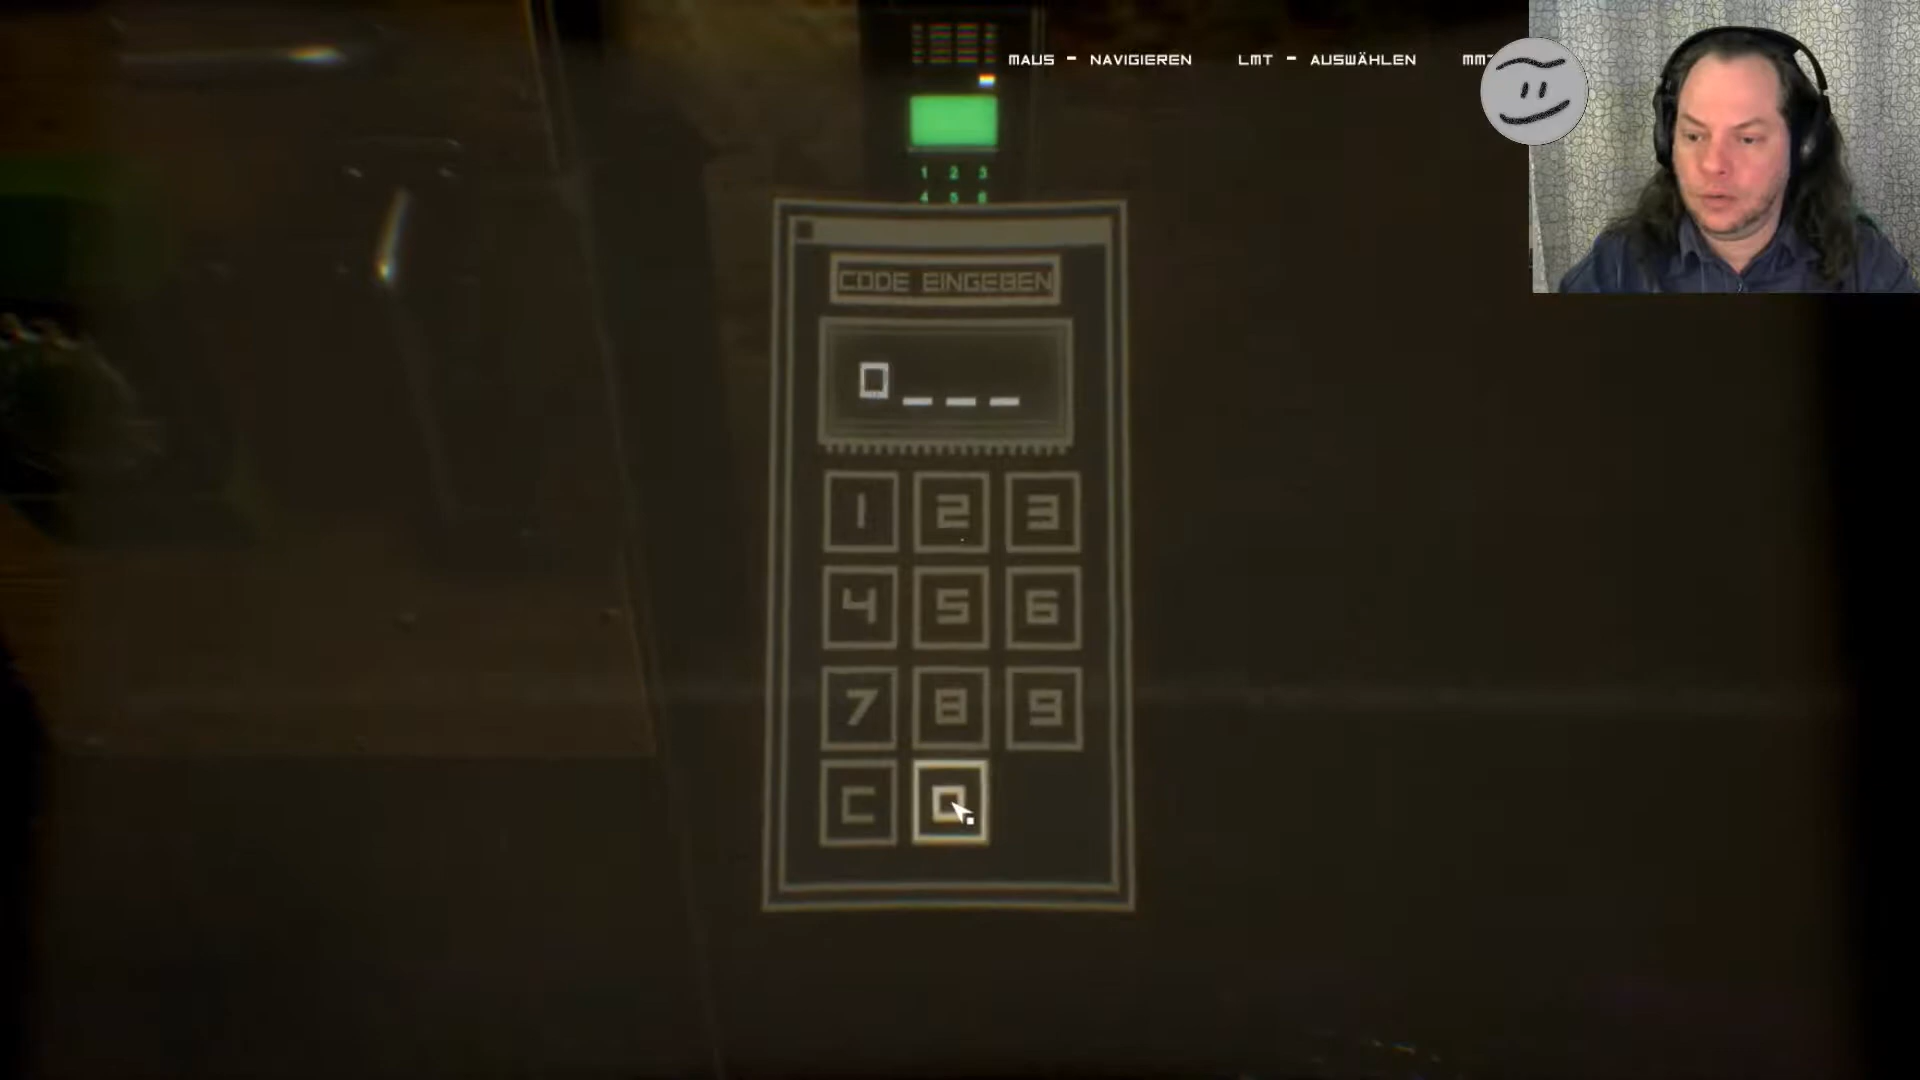 MAUS - NAVIGIEREN LMT - AUSWÄHLEN
1 2 3
4 5 6
CODE EINGEBEN
0___
1 2 3
4 5 6
7 8 9
C 0